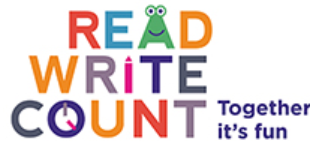 READ
WRITE
COUNT
Together
it's fun